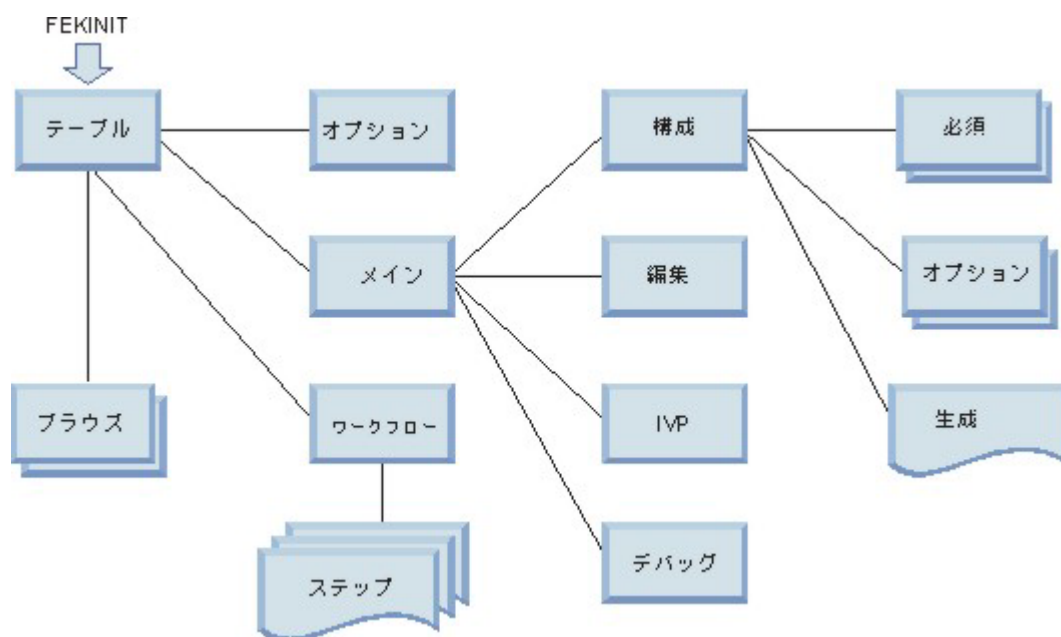 FEKINIT
テーブル
オプション
構成
必須
メイン
編集
オプション
ブラウズ
ワークフロー
IVP
生成
ステップ
デバッグ